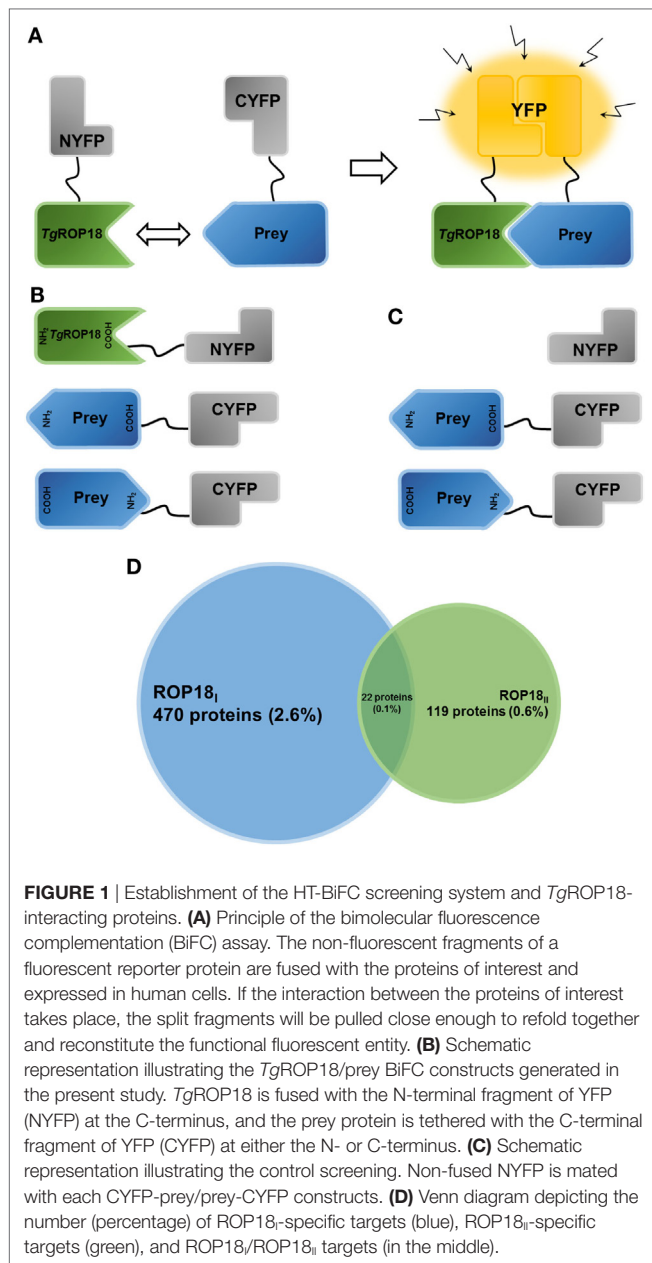 A
NYFP
CYFP
YFP
TgROP18
Prey
TgROP18
Prey
B
NH₂
TgROP18
COOH
NYFP
NH₂
Prey
COOH
CYFP
COOH
Prey
NH₂
CYFP
C
NYFP
NH₂
Prey
COOH
CYFP
COOH
Prey
NH₂
CYFP
D
ROP18I
470 proteins (2.6%)
22 proteins
(0.1%)
ROP18II
119 proteins (0.6%)
FIGURE 1 | Establishment of the HT-BiFC screening system and TgROP18-
interacting proteins. (A) Principle of the bimolecular fluorescence
complementation (BiFC) assay. The non-fluorescent fragments of a
fluorescent reporter protein are fused with the proteins of interest and
expressed in human cells. If the interaction between the proteins of interest
takes place, the split fragments will be pulled close enough to refold together
and reconstitute the functional fluorescent entity. (B) Schematic
representation illustrating the TgROP18/prey BiFC constructs generated in
the present study. TgROP18 is fused with the N-terminal fragment of YFP
(NYFP) at the C-terminus, and the prey protein is tethered with the C-terminal
fragment of YFP (CYFP) at either the N- or C-terminus. (C) Schematic
representation illustrating the control screening. Non-fused NYFP is mated
with each CYFP-prey/prey-CYFP constructs. (D) Venn diagram depicting the
number (percentage) of ROP18I-specific targets (blue), ROP18II-specific
targets (green), and ROP18I/ROP18II targets (in the middle).